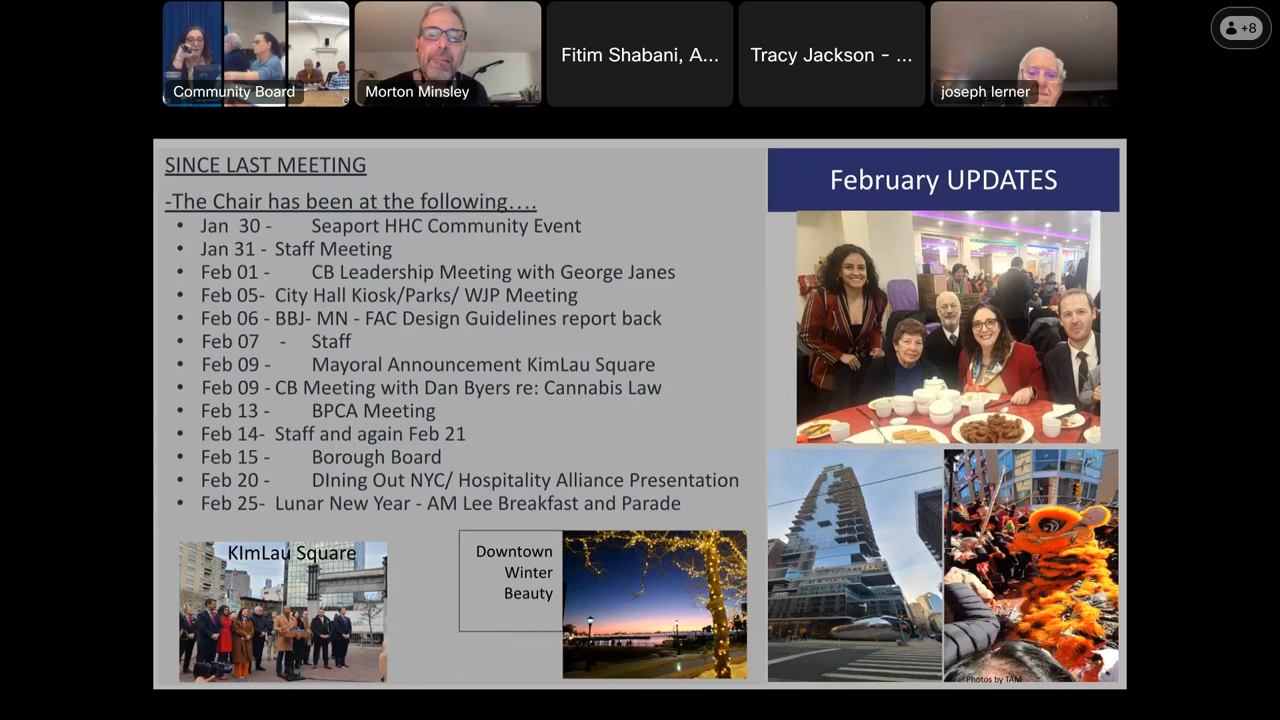 Community Board
Morton Minsley
Fitim Shabani, A...
Tracy Jackson - ...
joseph lerner
+8
SINCE LAST MEETING
-The Chair has been at the following….
• Jan 30 - Seaport HHC Community Event
• Jan 31 - Staff Meeting
• Feb 01 - CB Leadership Meeting with George Janes
• Feb 05- City Hall Kiosk/Parks/ WJP Meeting
• Feb 06 - BBJ- MN - FAC Design Guidelines report back
• Feb 07 - Staff
• Feb 09 - Mayoral Announcement KimLau Square
• Feb 09 - CB Meeting with Dan Byers re: Cannabis Law
• Feb 13 - BPCA Meeting
• Feb 14- Staff and again Feb 21
• Feb 15 - Borough Board
• Feb 20 - DIning Out NYC/ Hospitality Alliance Presentation
• Feb 25- Lunar New Year - AM Lee Breakfast and Parade
KImLau Square
Downtown
Winter
Beauty
February UPDATES
Photos by TAM